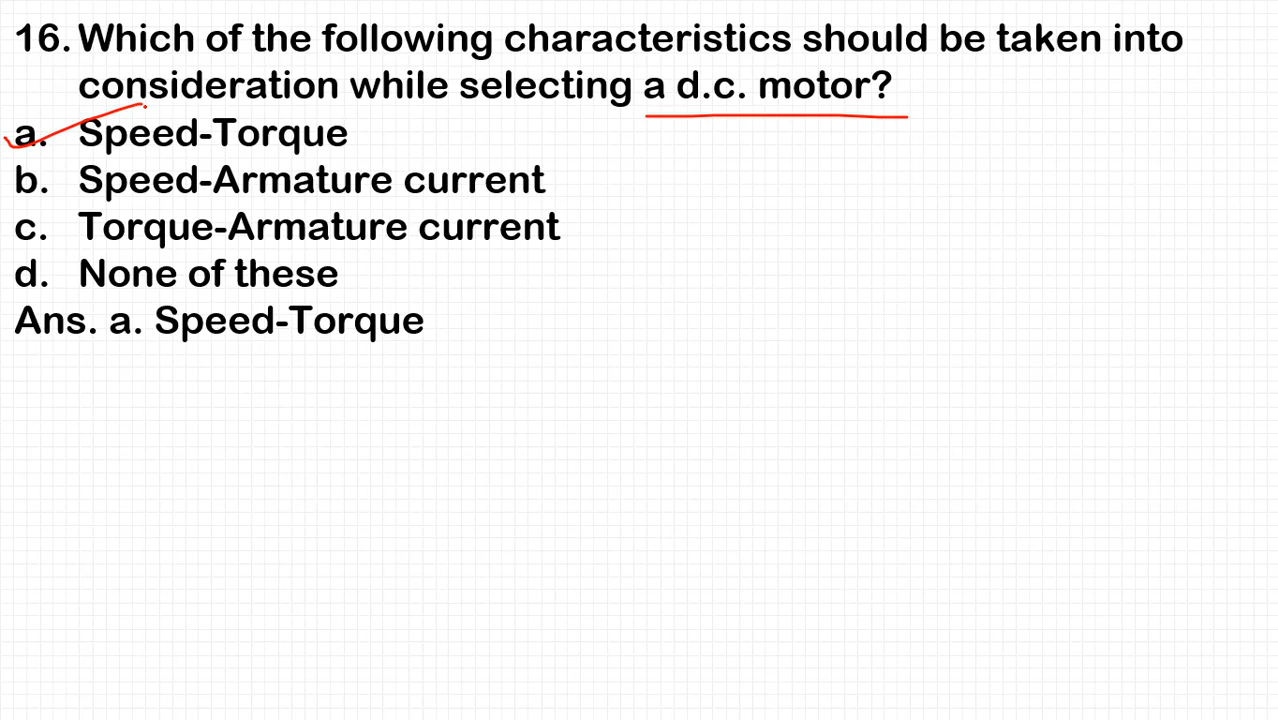 16. Which of the following characteristics should be taken into
consideration while selecting a d.c. motor?
a. Speed-Torque
b. Speed-Armature current
c. Torque-Armature current
d. None of these
Ans. a. Speed-Torque